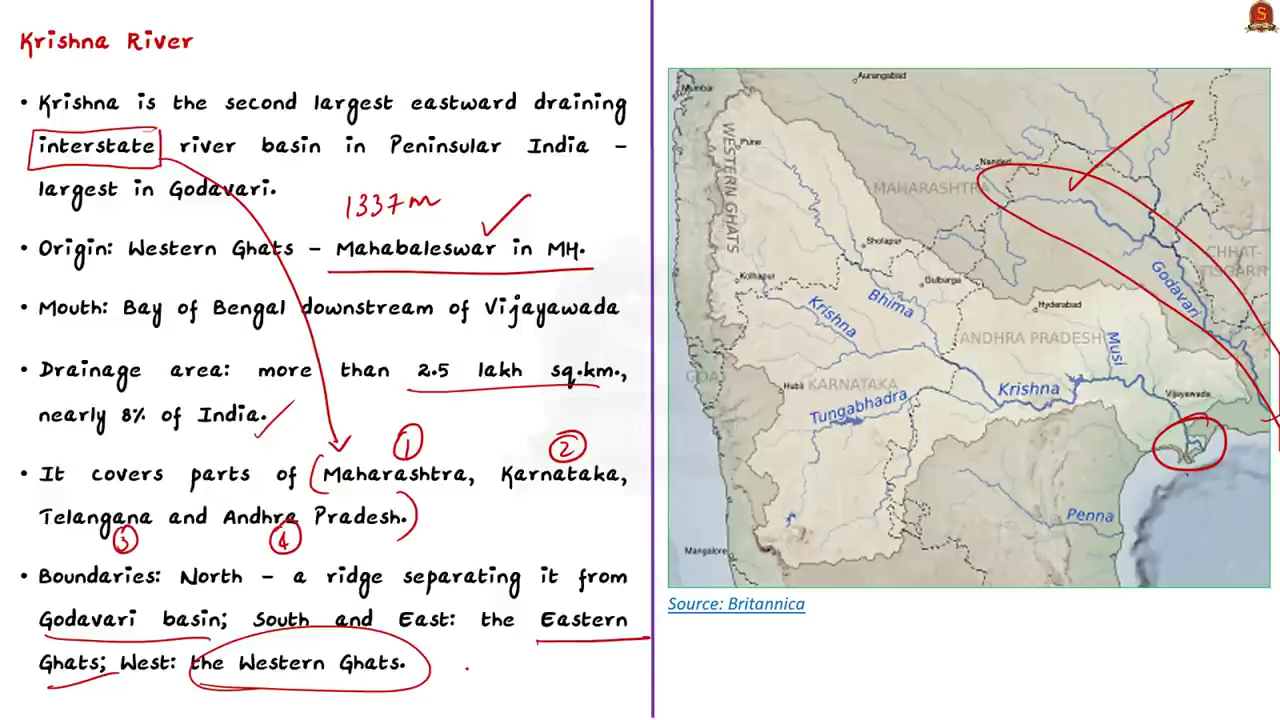 Krishna River
• Krishna is the second largest eastward draining
interstate river basin in Peninsular India –
largest in Godavari.
1337m
• Origin: Western Ghats – Mahabaleswar in MH.
• Mouth: Bay of Bengal downstream of Vijayawada
• Drainage area: more than 2.5 lakh sq.km.,
nearly 8% of India.
1 2
• It covers parts of (Maharashtra, Karnataka,
Telangana and Andhra Pradesh.)
3 4
• Boundaries: North – a ridge separating it from
Godavari basin; South and East: the Eastern
Ghats; West: the Western Ghats.
S
Aurangabad
Mumbai
WESTERN GHATS
Pune
Nanded
MAHARASHTRA
Sholapur
CHHAT-
TISGARH
Kolhapur
Gulburga
Godavari
Bhima
Krishna
Hyderabad
ANDHRA PRADESH
Musi
GOA
Hubli
KARNATAKA
Krishna
Tungabhadra
Vijayawada
Penna
Mangalore
Source: Britannica